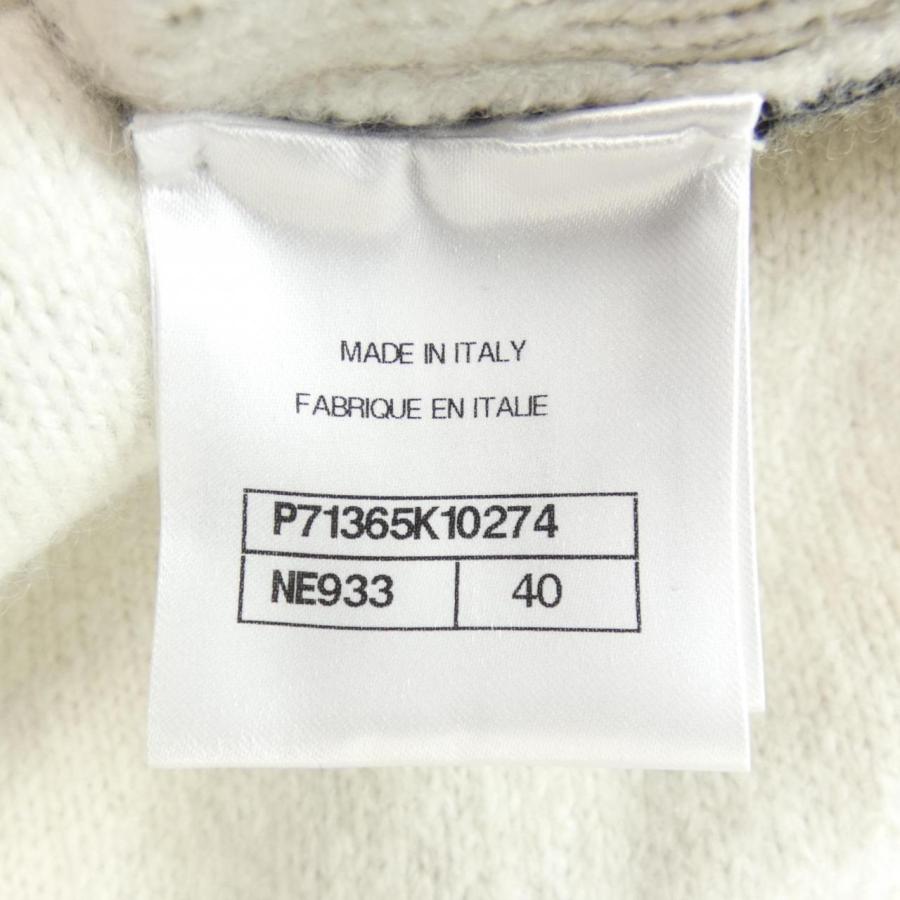 MADE IN ITALY
FABRIQUE EN ITALIE
P71365K10274
NE933 40